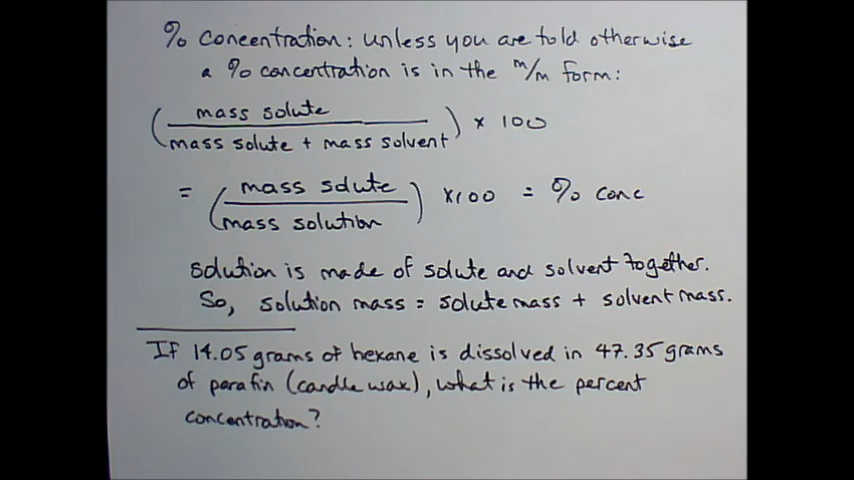 % concentration: unless you are told otherwise
a % concentration is in the m/m form:
(mass solute / mass solute + mass solvent) × 100
= (mass solute / mass solution) ×100 = % conc
solution is made of solute and solvent together.
So, solution mass = solute mass + solvent mass.
If 14.05 grams of hexane is dissolved in 47.35 grams
of parafin (candle wax), what is the percent
concentration?